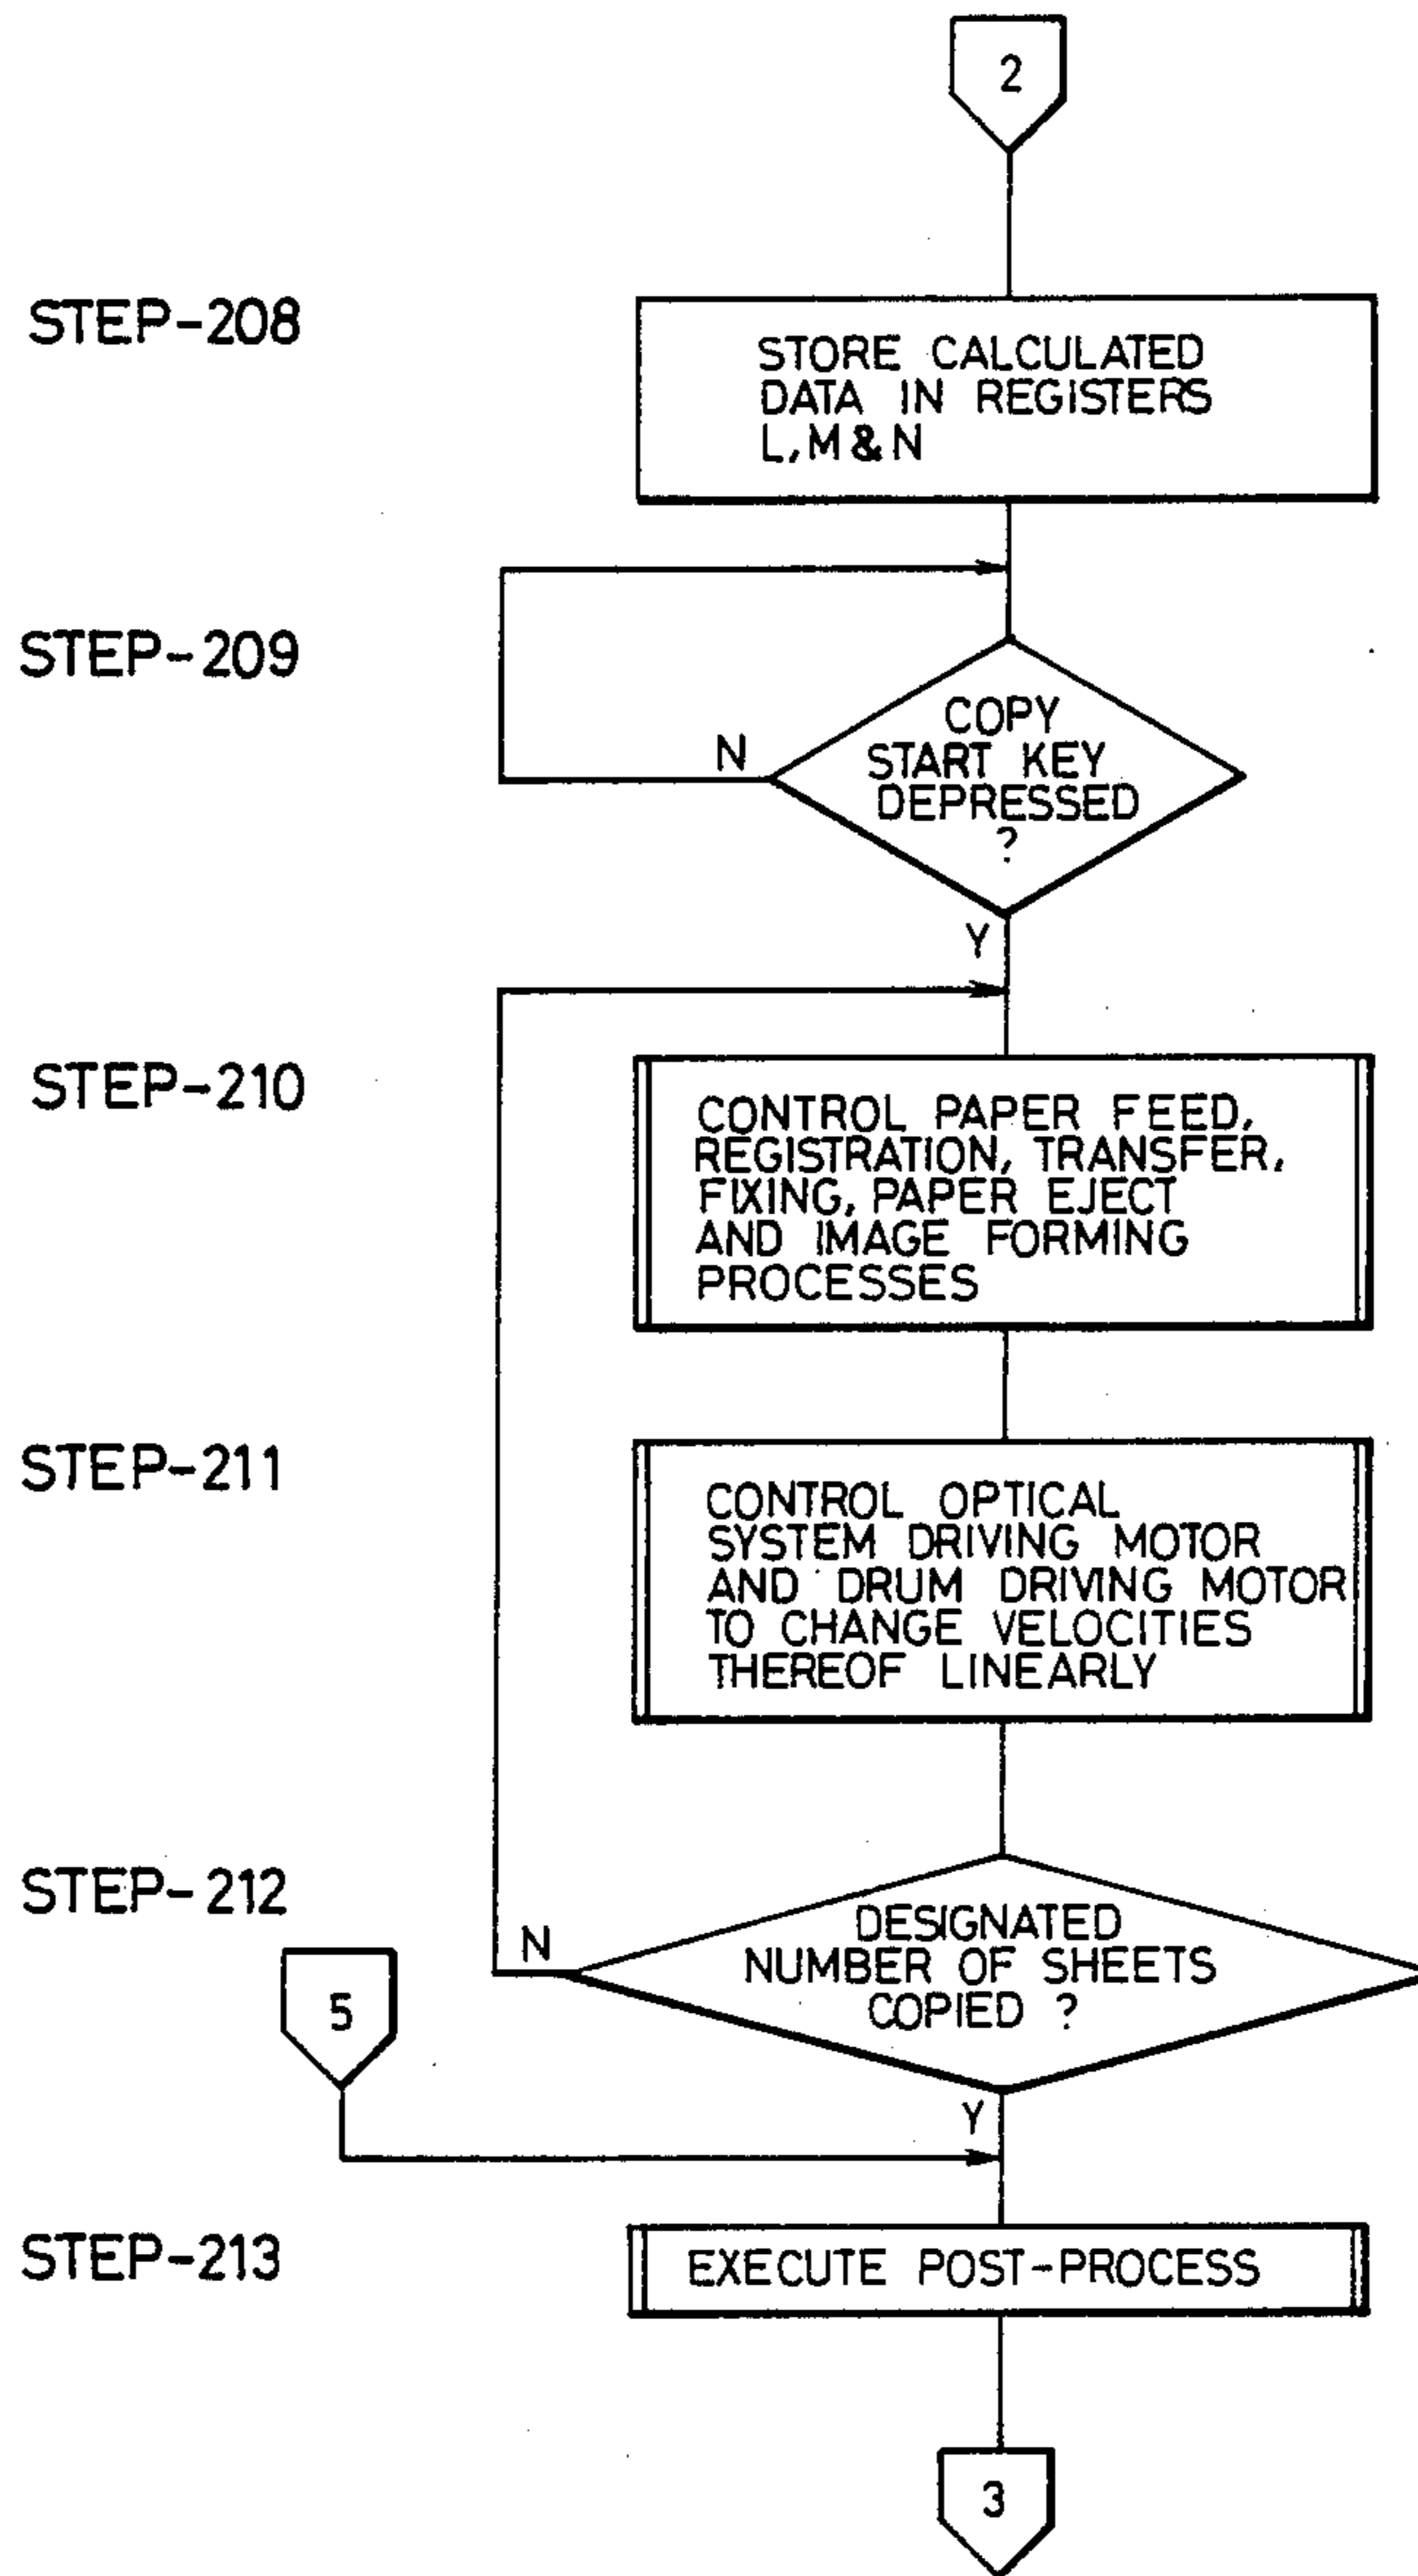 2
STEP-208
STORE CALCULATED
DATA IN REGISTERS
L, M & N
STEP-209
COPY
START KEY
DEPRESSED
?
N
Y
STEP-210
CONTROL PAPER FEED,
REGISTRATION, TRANSFER,
FIXING, PAPER EJECT
AND IMAGE FORMING
PROCESSES
STEP-211
CONTROL OPTICAL
SYSTEM DRIVING MOTOR
AND DRUM DRIVING MOTOR
TO CHANGE VELOCITIES
THEREOF LINEARLY
STEP-212
DESIGNATED
NUMBER OF SHEETS
COPIED ?
N
5
Y
STEP-213
EXECUTE POST-PROCESS
3